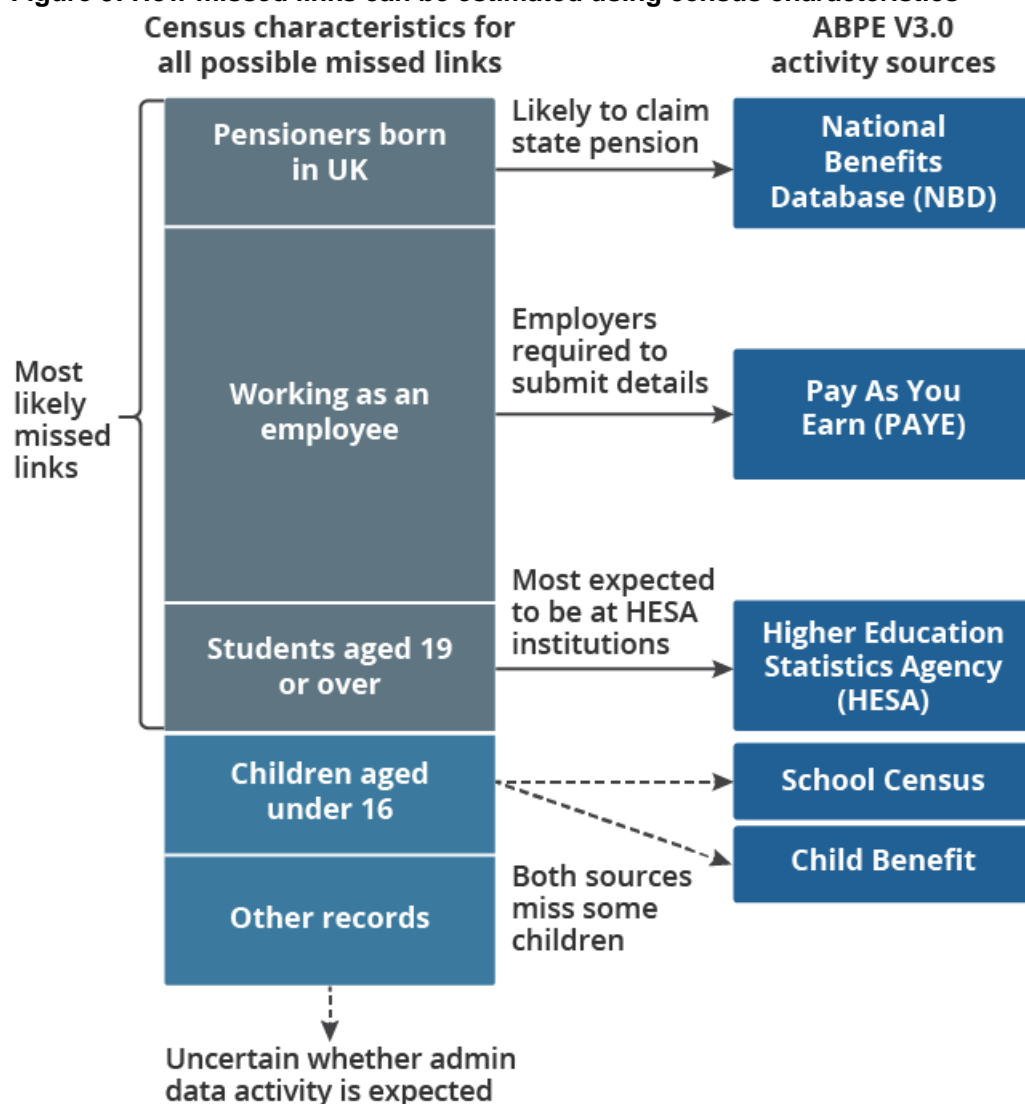 Census characteristics for
all possible missed links
ABPE V3.0
activity sources
Most
likely
missed
links
Pensioners born
in UK
Likely to claim
state pension
National
Benefits
Database (NBD)
Working as an
employee
Employers
required to
submit details
Pay As You
Earn (PAYE)
Students aged 19
or over
Most expected
to be at HESA
institutions
Higher Education
Statistics Agency
(HESA)
Children aged
under 16
School Census
Child Benefit
Both sources
miss some
children
Other records
Uncertain whether admin
data activity is expected